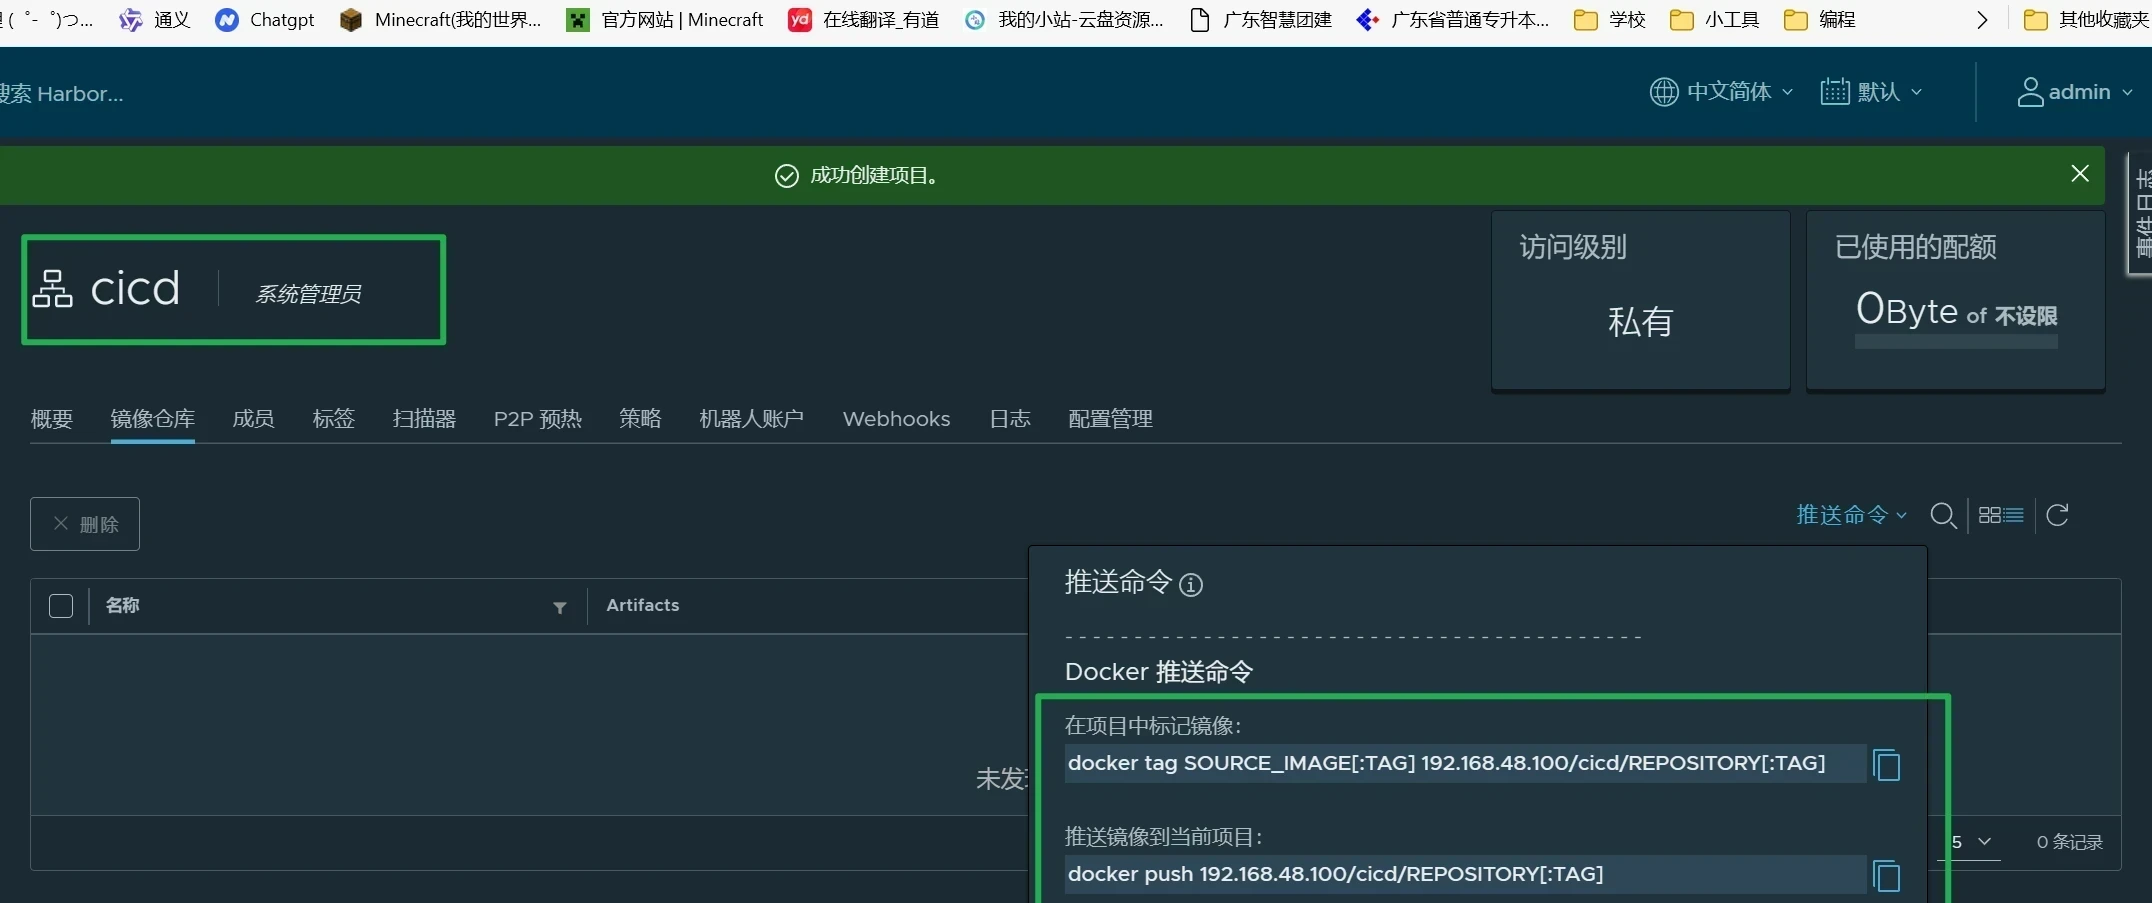 ( ゜- ゜)つ... 通义 Chatgpt Minecraft(我的世界... 官方网站 | Minecraft 在线翻译_有道 我的小站-云盘资源... 广东智慧团建 广东省普通专升本... 学校 小工具 编程 其他收藏夹
搜索 Harbor... 中文简体 默认 admin
成功创建项目。
事件日志
cicd 系统管理员
访问级别
私有
已使用的配额
0Byte of 不设限
概要 镜像仓库 成员 标签 扫描器 P2P 预热 策略 机器人账户 Webhooks 日志 配置管理
删除 推送命令
名称 Artifacts
未发
推送命令
- - - - - - - - - - - - - - - - - - - - - - - - - - - - - - - - - - - - - - - - - -
Docker 推送命令
在项目中标记镜像：
docker tag SOURCE_IMAGE[:TAG] 192.168.48.100/cicd/REPOSITORY[:TAG]
推送镜像到当前项目：
docker push 192.168.48.100/cicd/REPOSITORY[:TAG]
5 0 条记录